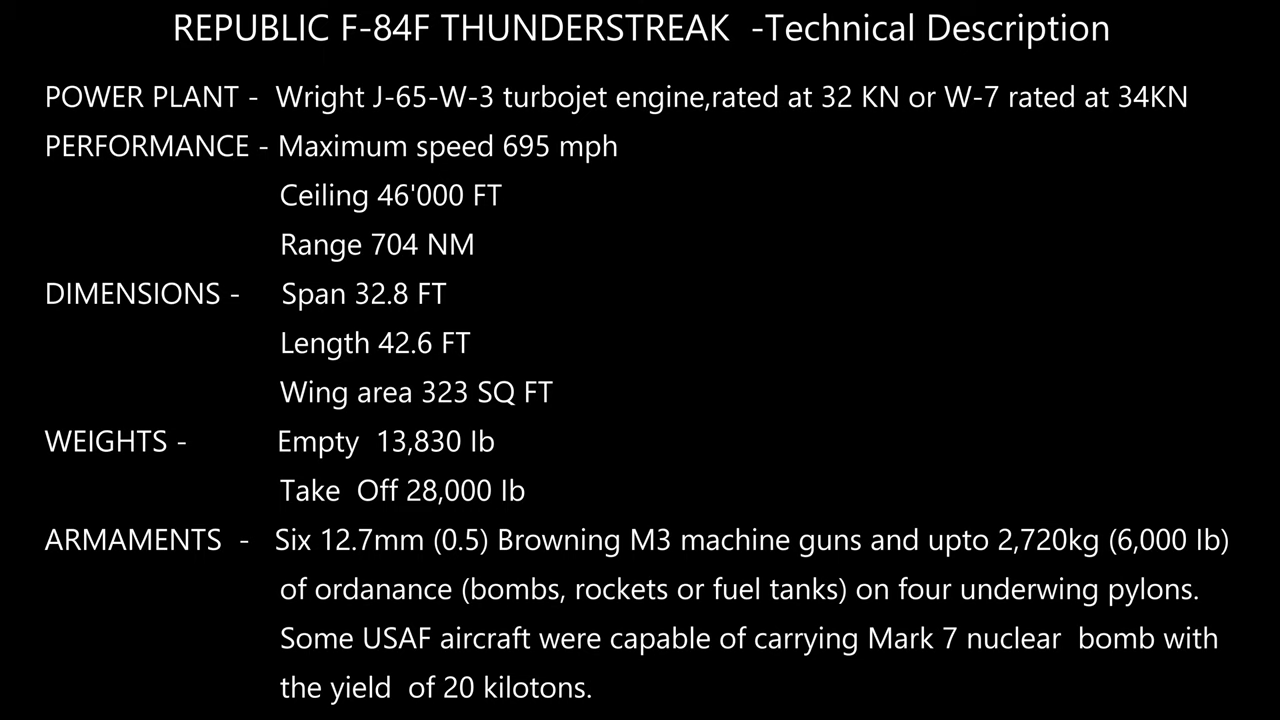 REPUBLIC F-84F THUNDERSTREAK -Technical Description
POWER PLANT - Wright J-65-W-3 turbojet engine,rated at 32 KN or W-7 rated at 34KN
PERFORMANCE - Maximum speed 695 mph
Ceiling 46'000 FT
Range 704 NM
DIMENSIONS - Span 32.8 FT
Length 42.6 FT
Wing area 323 SQ FT
WEIGHTS - Empty 13,830 lb
Take Off 28,000 lb
ARMAMENTS - Six 12.7mm (0.5) Browning M3 machine guns and upto 2,720kg (6,000 lb)
of ordanance (bombs, rockets or fuel tanks) on four underwing pylons.
Some USAF aircraft were capable of carrying Mark 7 nuclear bomb with
the yield of 20 kilotons.